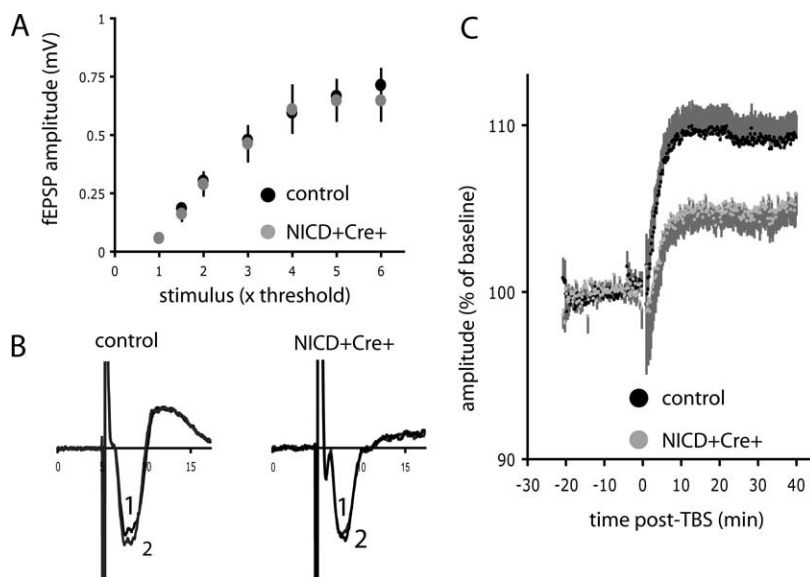 A
fEPSP amplitude (mV)
1
0.75
0.5
0.25
0
0 1 2 3 4 5 6
control
NICD+Cre+
stimulus (x threshold)
B
control
NICD+Cre+
0 10 15
1
2
0 10 15
1
2
C
amplitude (% of baseline)
110
100
90
control
NICD+Cre+
-30 -20 -10 0 10 20 30 40
time post-TBS (min)